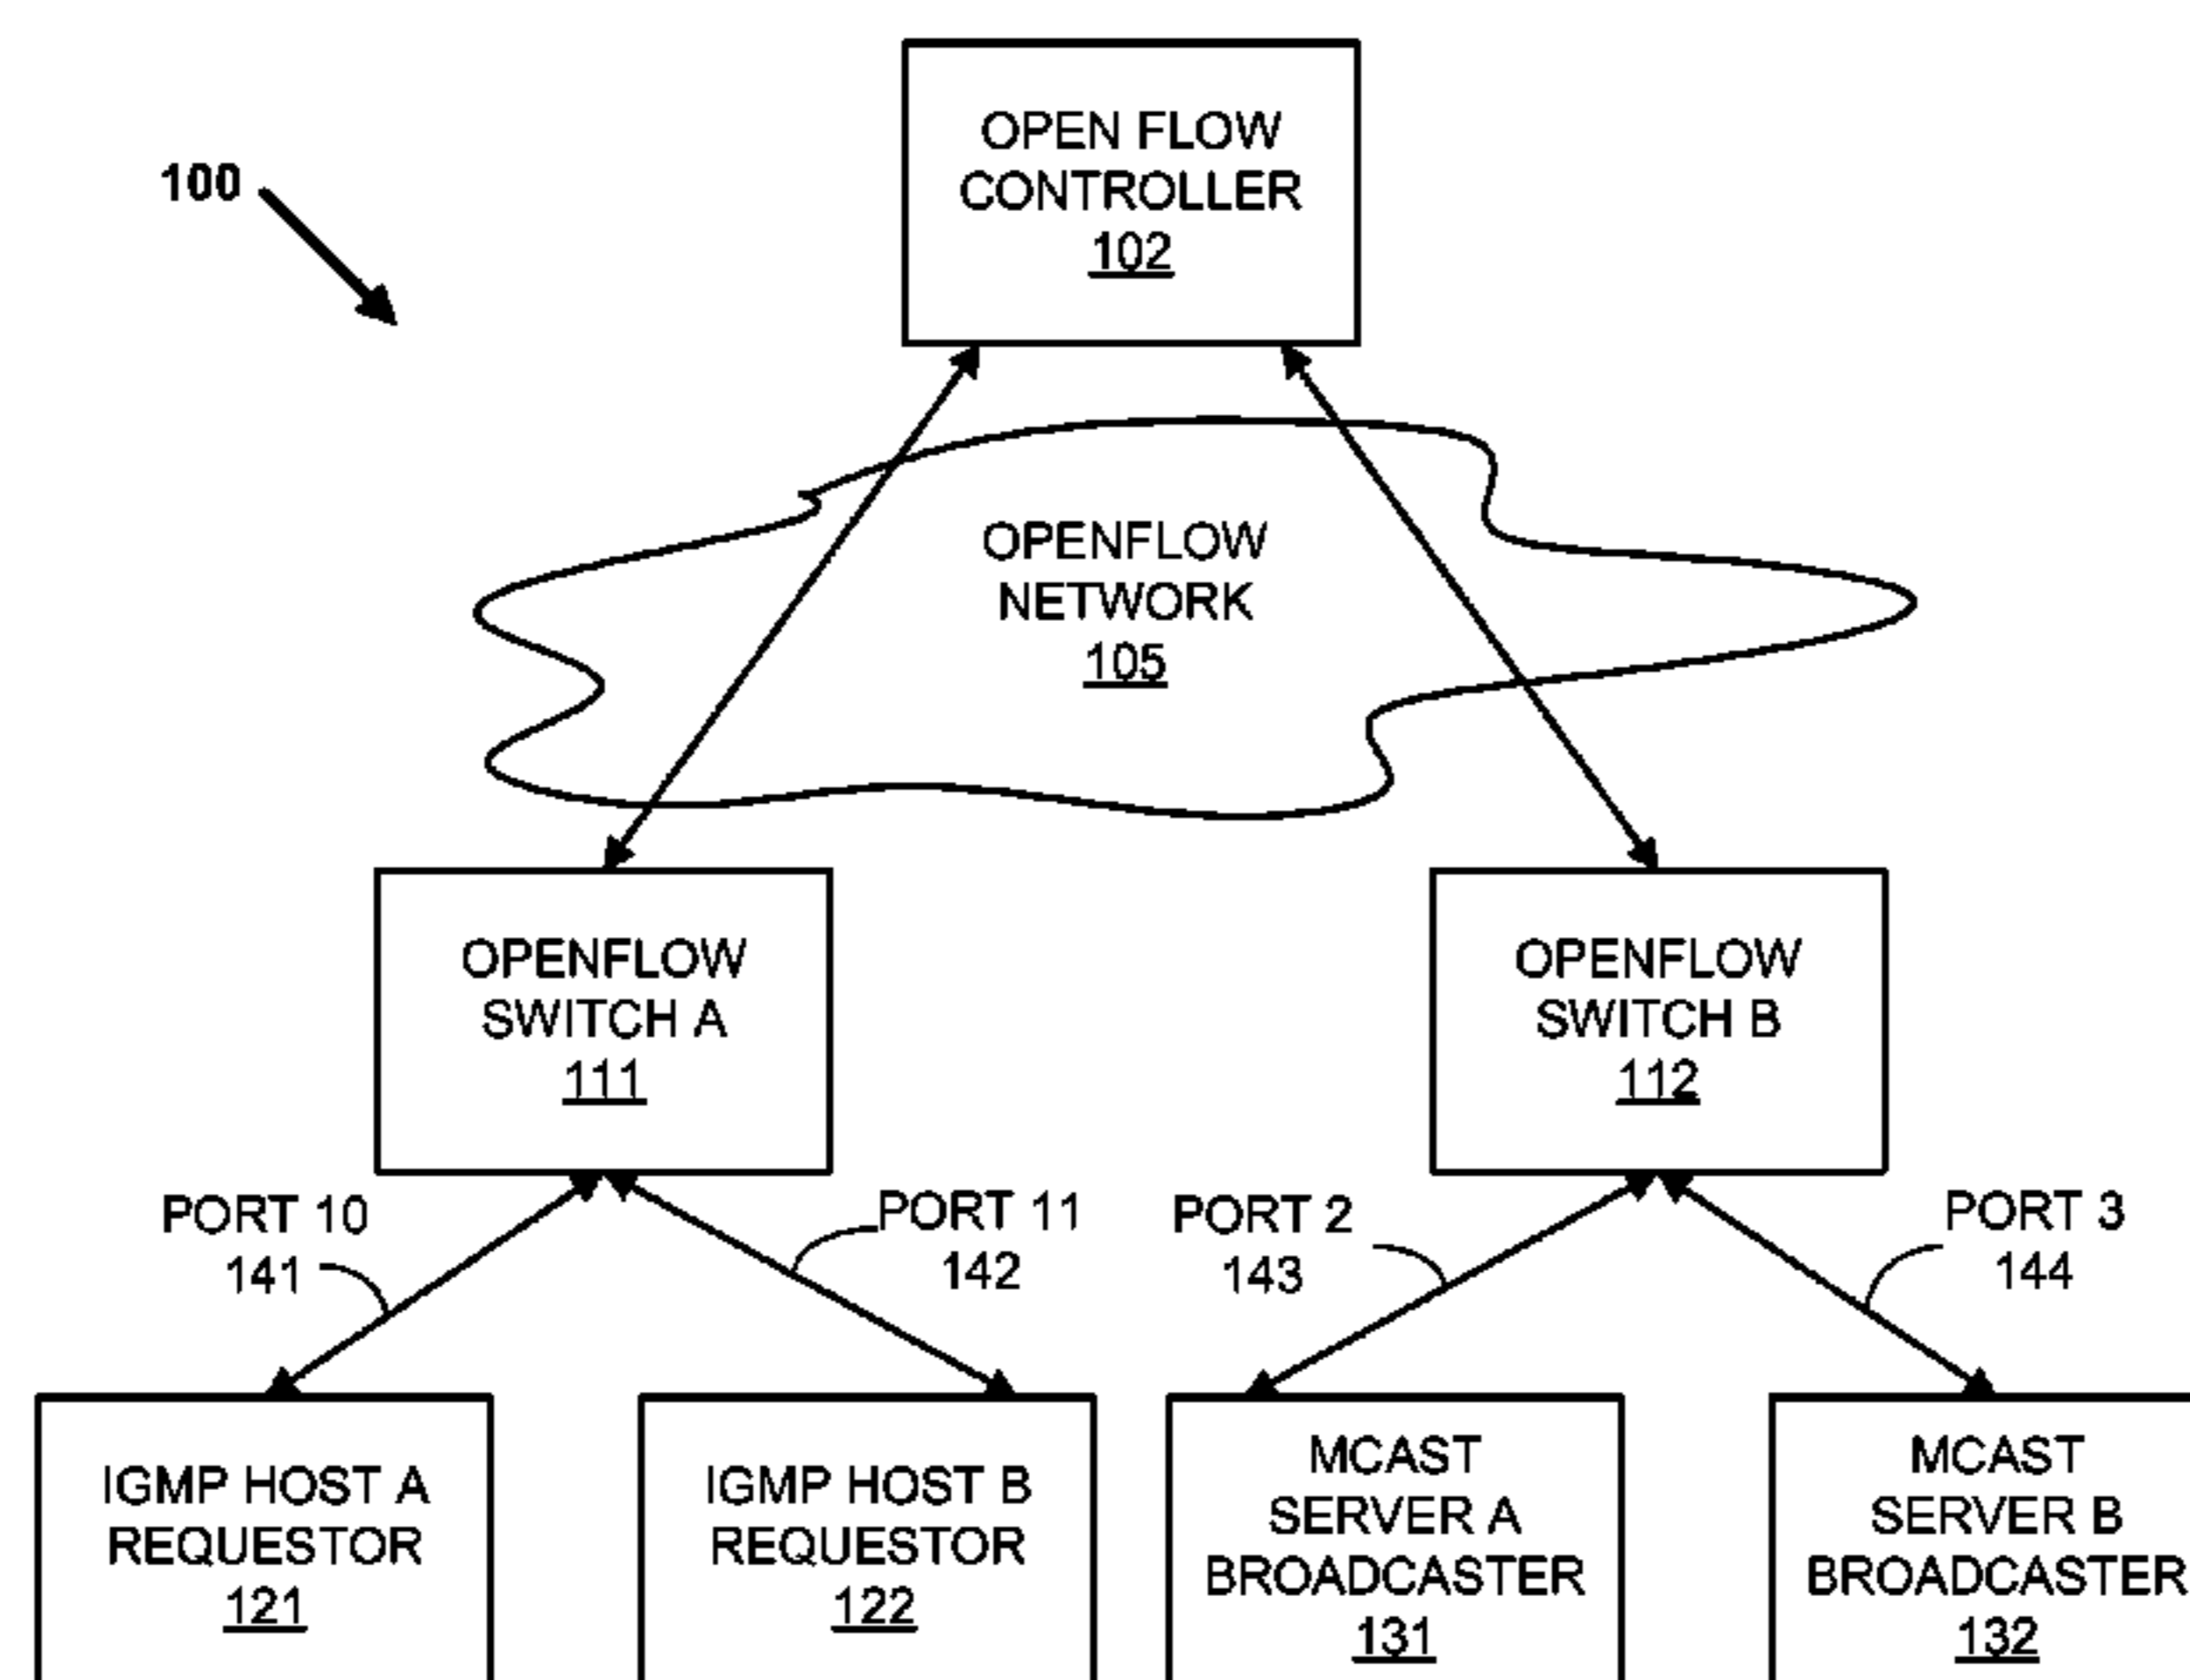 100
OPEN FLOW
CONTROLLER
102
OPENFLOW
NETWORK
105
OPENFLOW
SWITCH A
111
OPENFLOW
SWITCH B
112
PORT 10
141
PORT 11
142
PORT 2
143
PORT 3
144
IGMP HOST A
REQUESTOR
121
IGMP HOST B
REQUESTOR
122
MCAST
SERVER A
BROADCASTER
131
MCAST
SERVER B
BROADCASTER
132